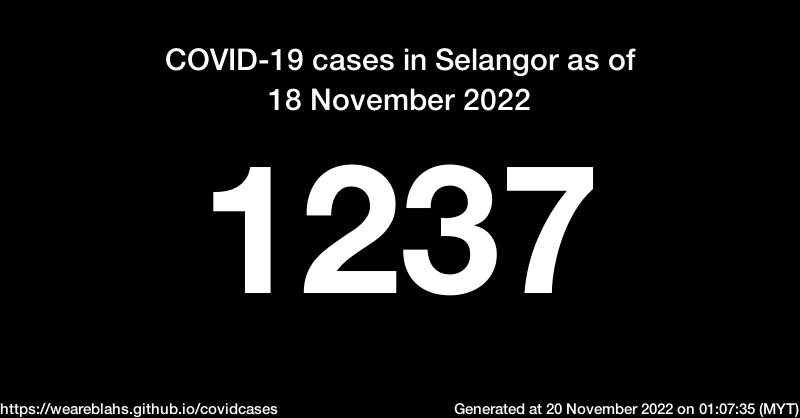 COVID-19 cases in Selangor as of
18 November 2022
1237
https://weareblahs.github.io/covidcases
Generated at 20 November 2022 on 01:07:35 (MYT)